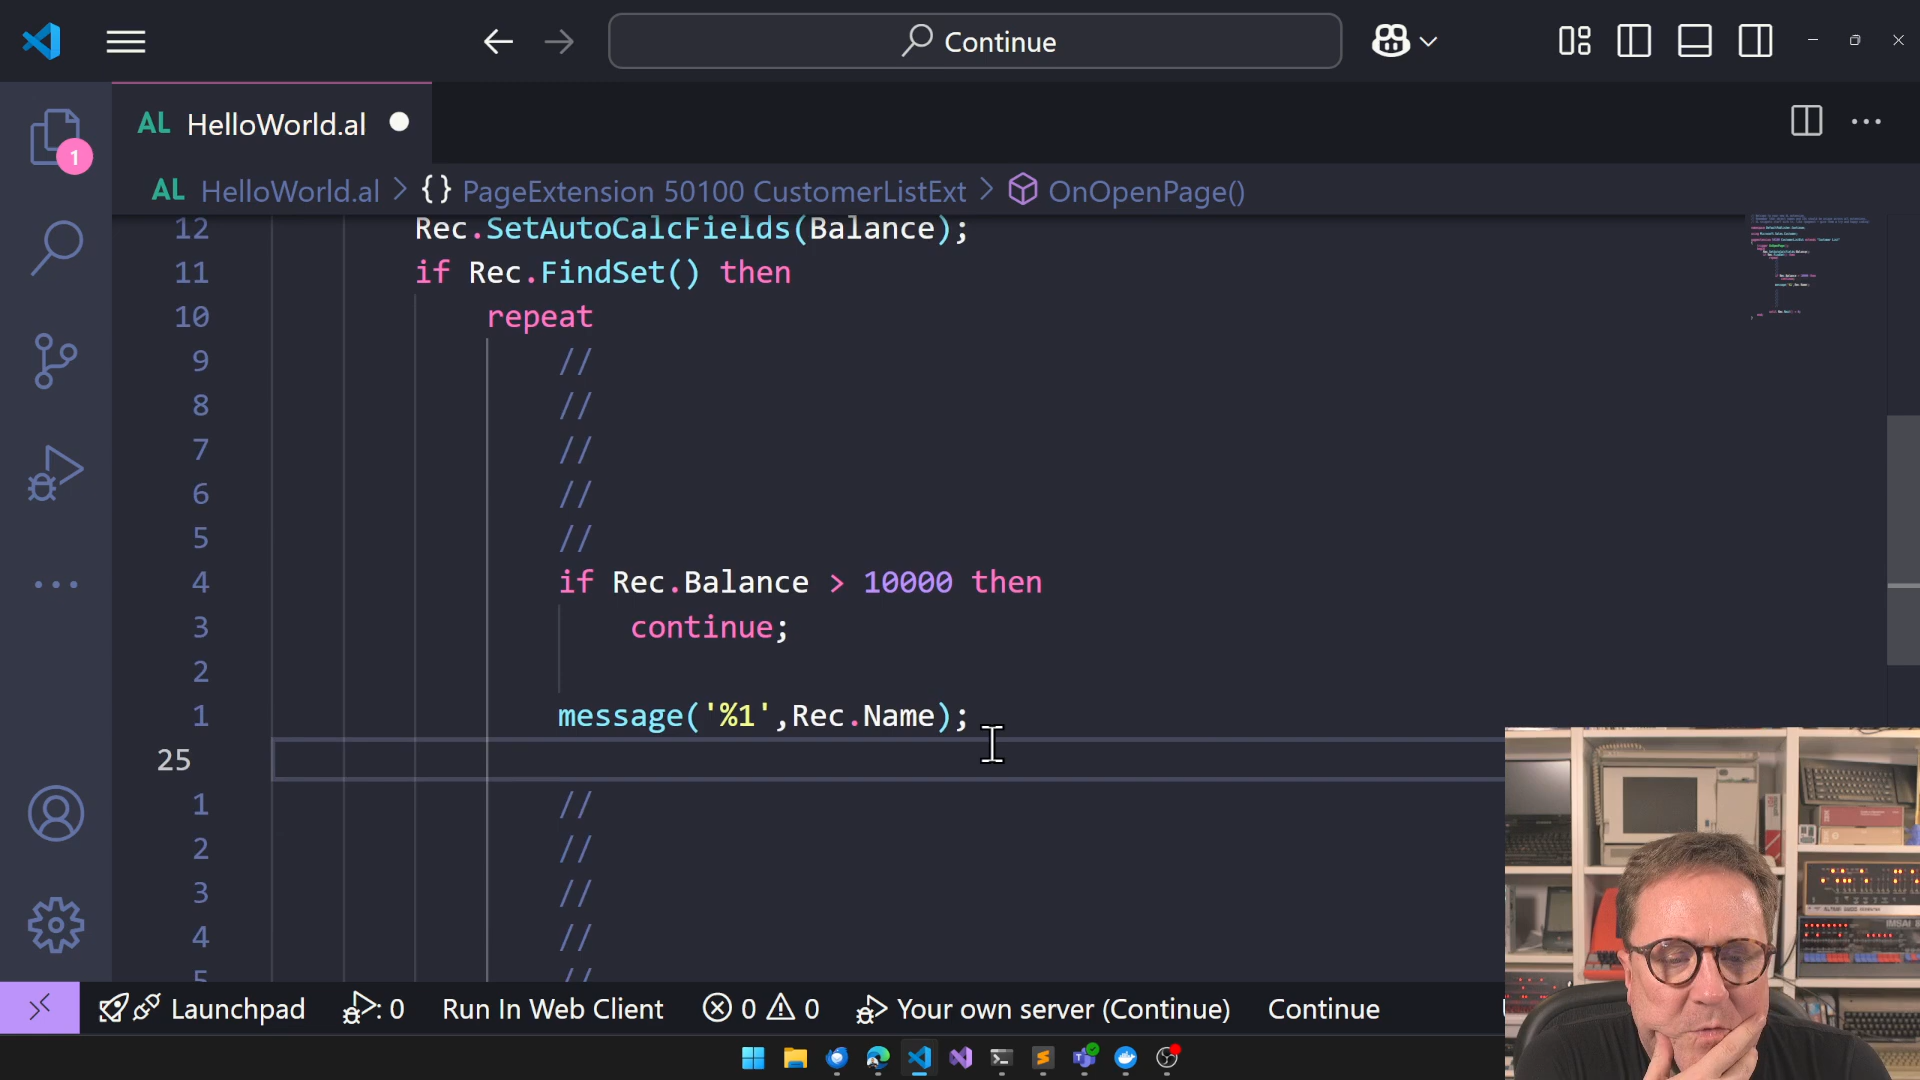 Continue
AL HelloWorld.al
AL HelloWorld.al > {} PageExtension 50100 CustomerListExt > OnOpenPage()
1
12 Rec.SetAutoCalcFields(Balance);
11 if Rec.FindSet() then
10 repeat
9 //
8 //
7 //
6 //
5 //
4 if Rec.Balance > 10000 then
3 continue;
2
1 message('%1',Rec.Name);
25
1 //
2 //
3 //
4 //
5 //
Launchpad : 0 Run In Web Client 0 0 Your own server (Continue) Continue